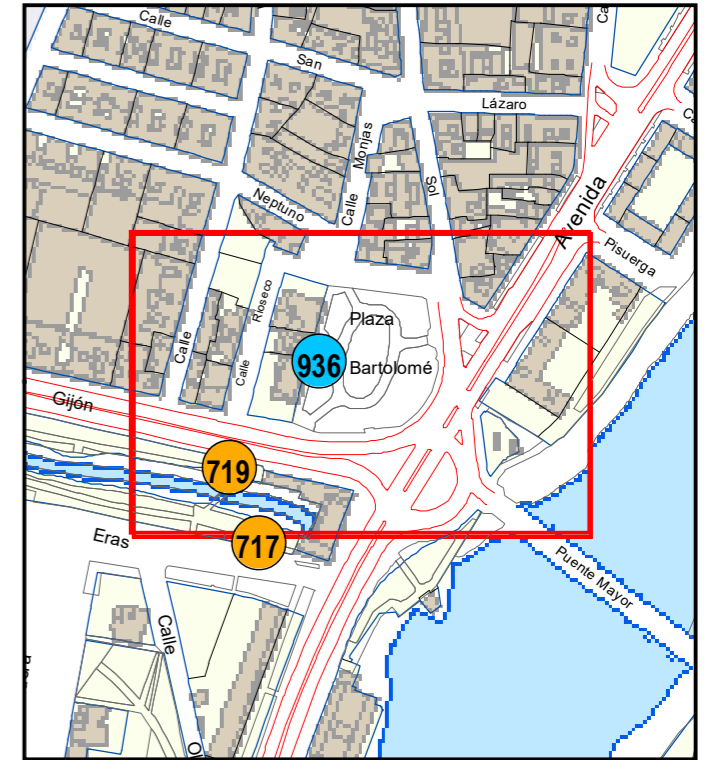 Calle
San
Lázaro
Calle
Monjas
Sol
Neptuno
Avenida
Pisuerga
Rioseco
Plaza
936
Bartolomé
Calle
Calle
Gijón
719
717
Eras
Puente Mayor
Calle